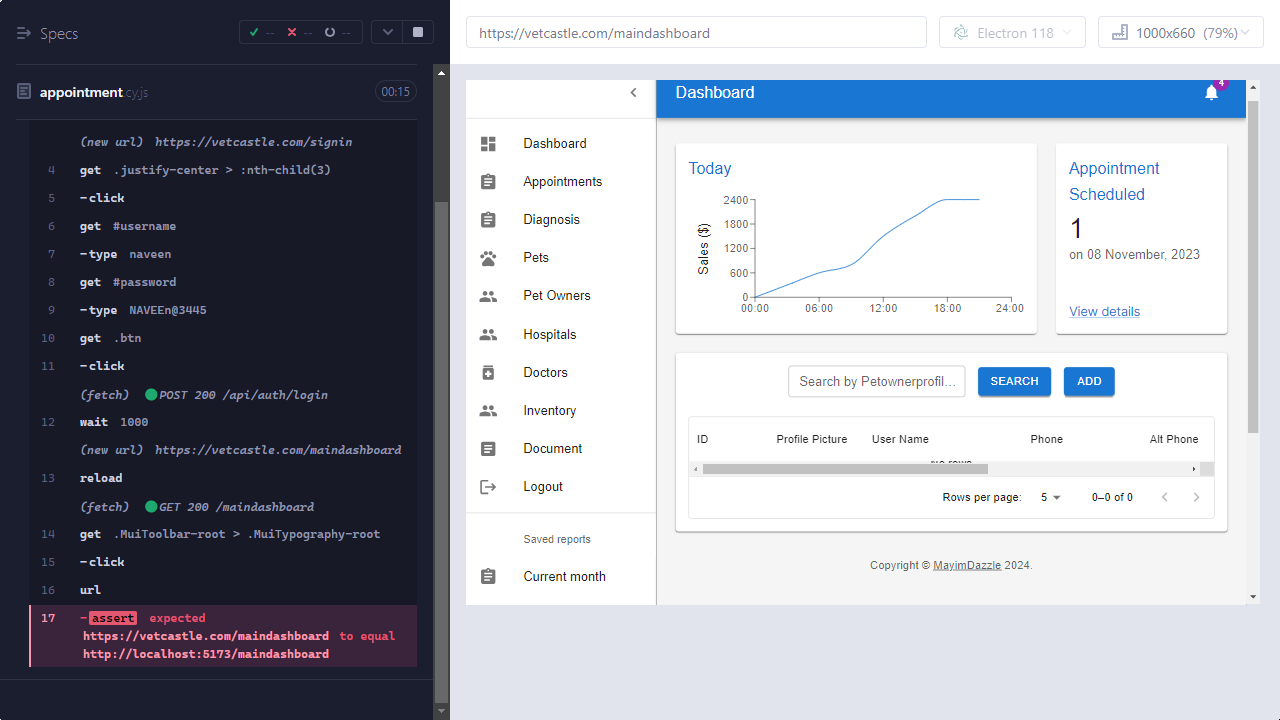 Specs
-- -- --
appointment.cy.js
00:15
(new url) https://vetcastle.com/signin
4 get .justify-center > :nth-child(3)
5 -click
6 get #username
7 -type naveen
8 get #password
9 -type NAVEEn@3445
10 get .btn
11 -click
(fetch) POST 200 /api/auth/login
12 wait 1000
(new url) https://vetcastle.com/maindashboard
13 reload
(fetch) GET 200 /maindashboard
14 get .MuiToolbar-root > .MuiTypography-root
15 -click
16 url
17 -assert expected
https://vetcastle.com/maindashboard to equal
http://localhost:5173/maindashboard
https://vetcastle.com/maindashboard
Electron 118
1000x660 (79%)
Dashboard
4
Dashboard
Appointments
Diagnosis
Pets
Pet Owners
Hospitals
Doctors
Inventory
Document
Logout
Saved reports
Current month
Today
2400
1800
1200
600
0
Sales ($)
00:00 06:00 12:00 18:00 24:00
Appointment
Scheduled
1
on 08 November, 2023
View details
Search by Petownerprofil...
SEARCH
ADD
ID Profile Picture User Name Phone Alt Phone
No rows
Rows per page: 5 0–0 of 0
Copyright © MayimDazzle 2024.